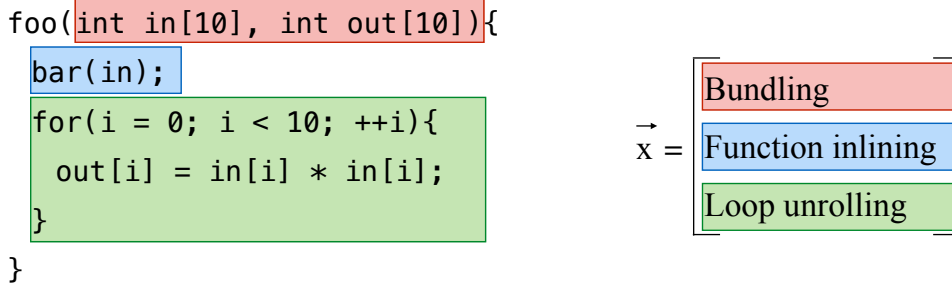 foo(int in[10], int out[10]){
bar(in);
for(i = 0; i < 10; ++i){
out[i] = in[i] * in[i];
}
}
x =
Bundling
Function inlining
Loop unrolling